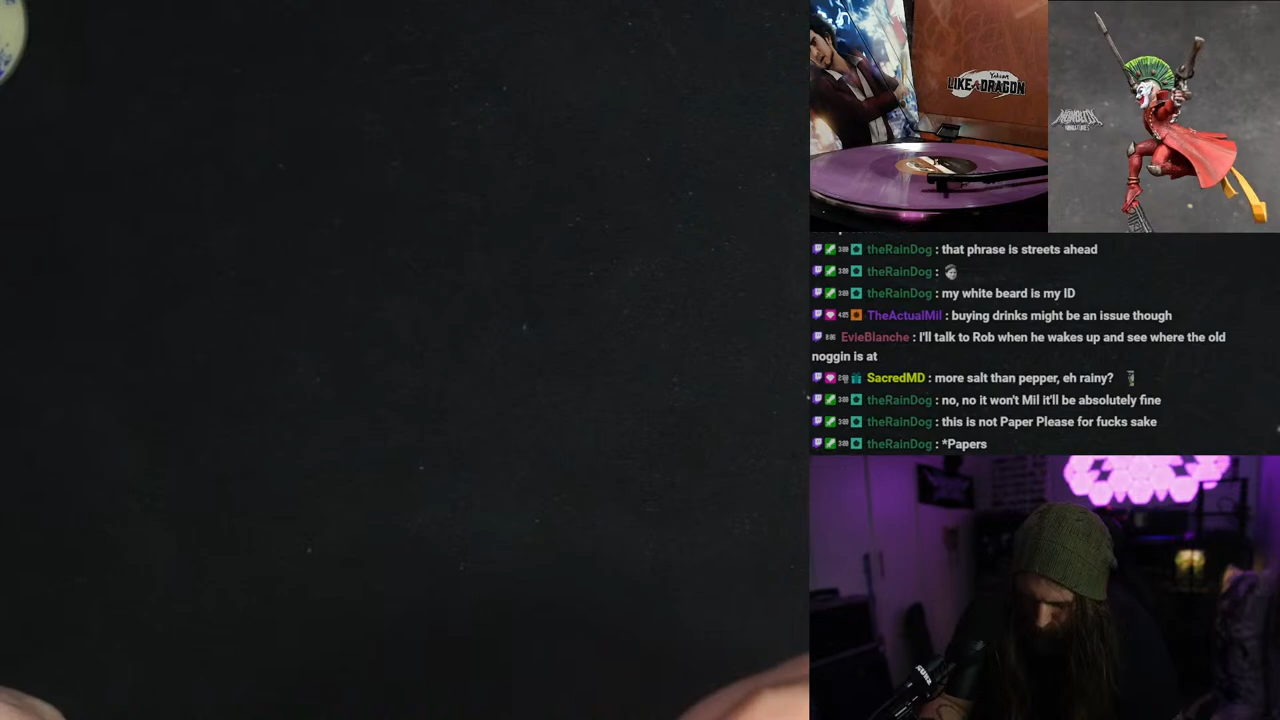 Yakuza
LIKE A DRAGON
MINIATURES
theRainDog : that phrase is streets ahead
theRainDog :
theRainDog : my white beard is my ID
TheActualMil : buying drinks might be an issue though
EvieBlanche : I'll talk to Rob when he wakes up and see where the old
noggin is at
SacredMD : more salt than pepper, eh rainy?
theRainDog : no, no it won't Mil it'll be absolutely fine
theRainDog : this is not Paper Please for fucks sake
theRainDog : *Papers